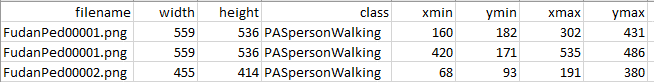 filename width height class xmin ymin xmax ymax
FudanPed00001.png 559 536 PASpersonWalking 160 182 302 431
FudanPed00001.png 559 536 PASpersonWalking 420 171 535 486
FudanPed00002.png 455 414 PASpersonWalking 68 93 191 380